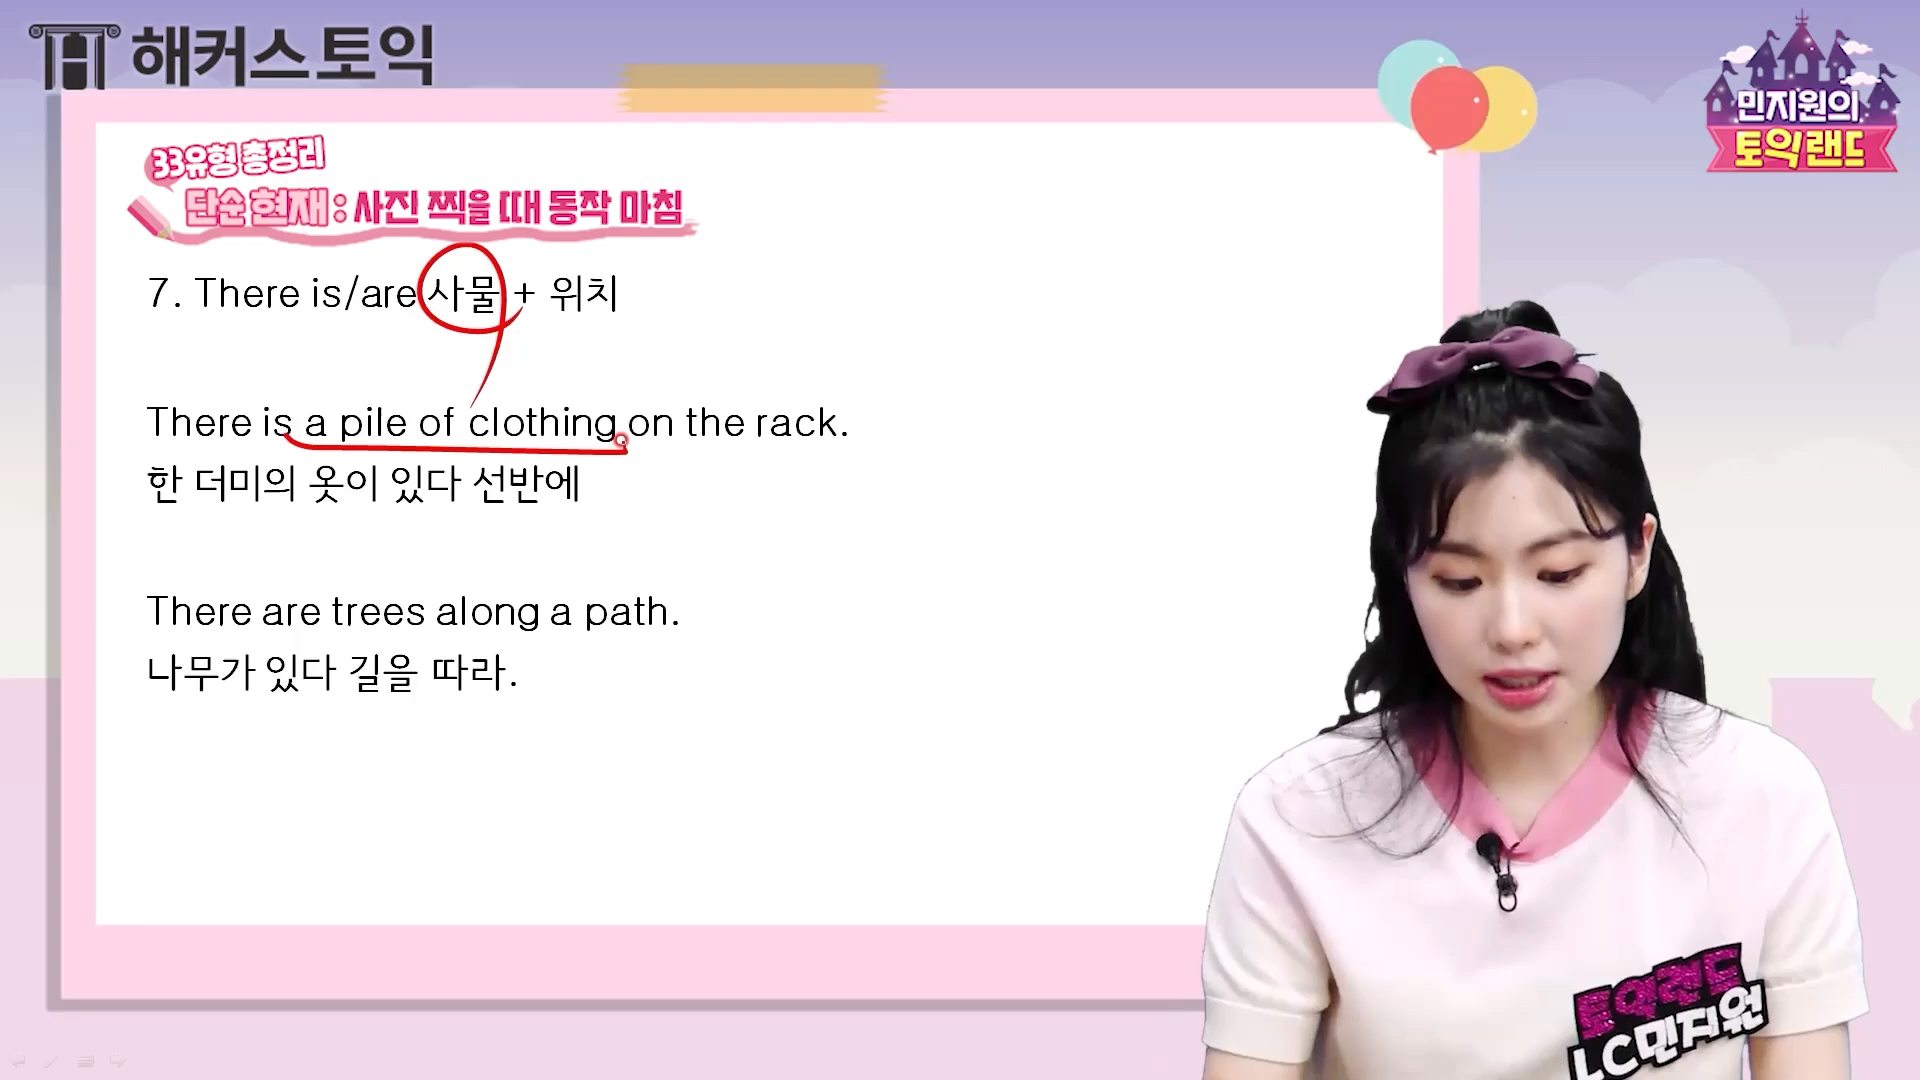 해커스토익
민지원의
토익랜드
33유형 총정리
단순 현재 : 사진 찍을 때 동작 마침
7. There is/are 사물 + 위치
There is a pile of clothing on the rack.
한 더미의 옷이 있다 선반에
There are trees along a path.
나무가 있다 길을 따라.
토익랜드
LC민지원